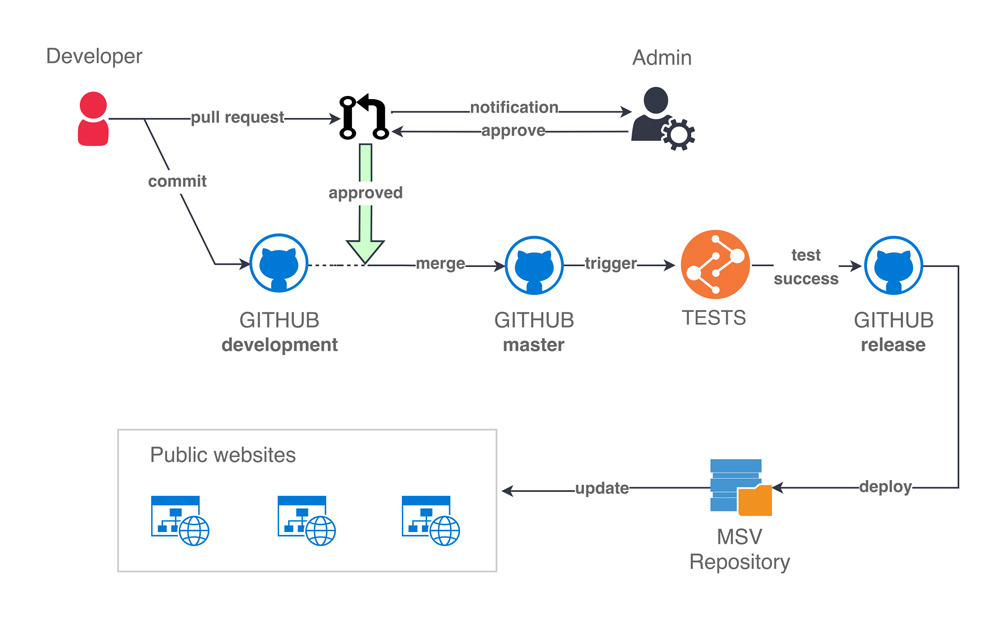 Developer
Admin
pull request
notification
approve
commit
approved
merge
trigger
test
success
GITHUB
development
GITHUB
master
TESTS
GITHUB
release
Public websites
update
deploy
MSV
Repository